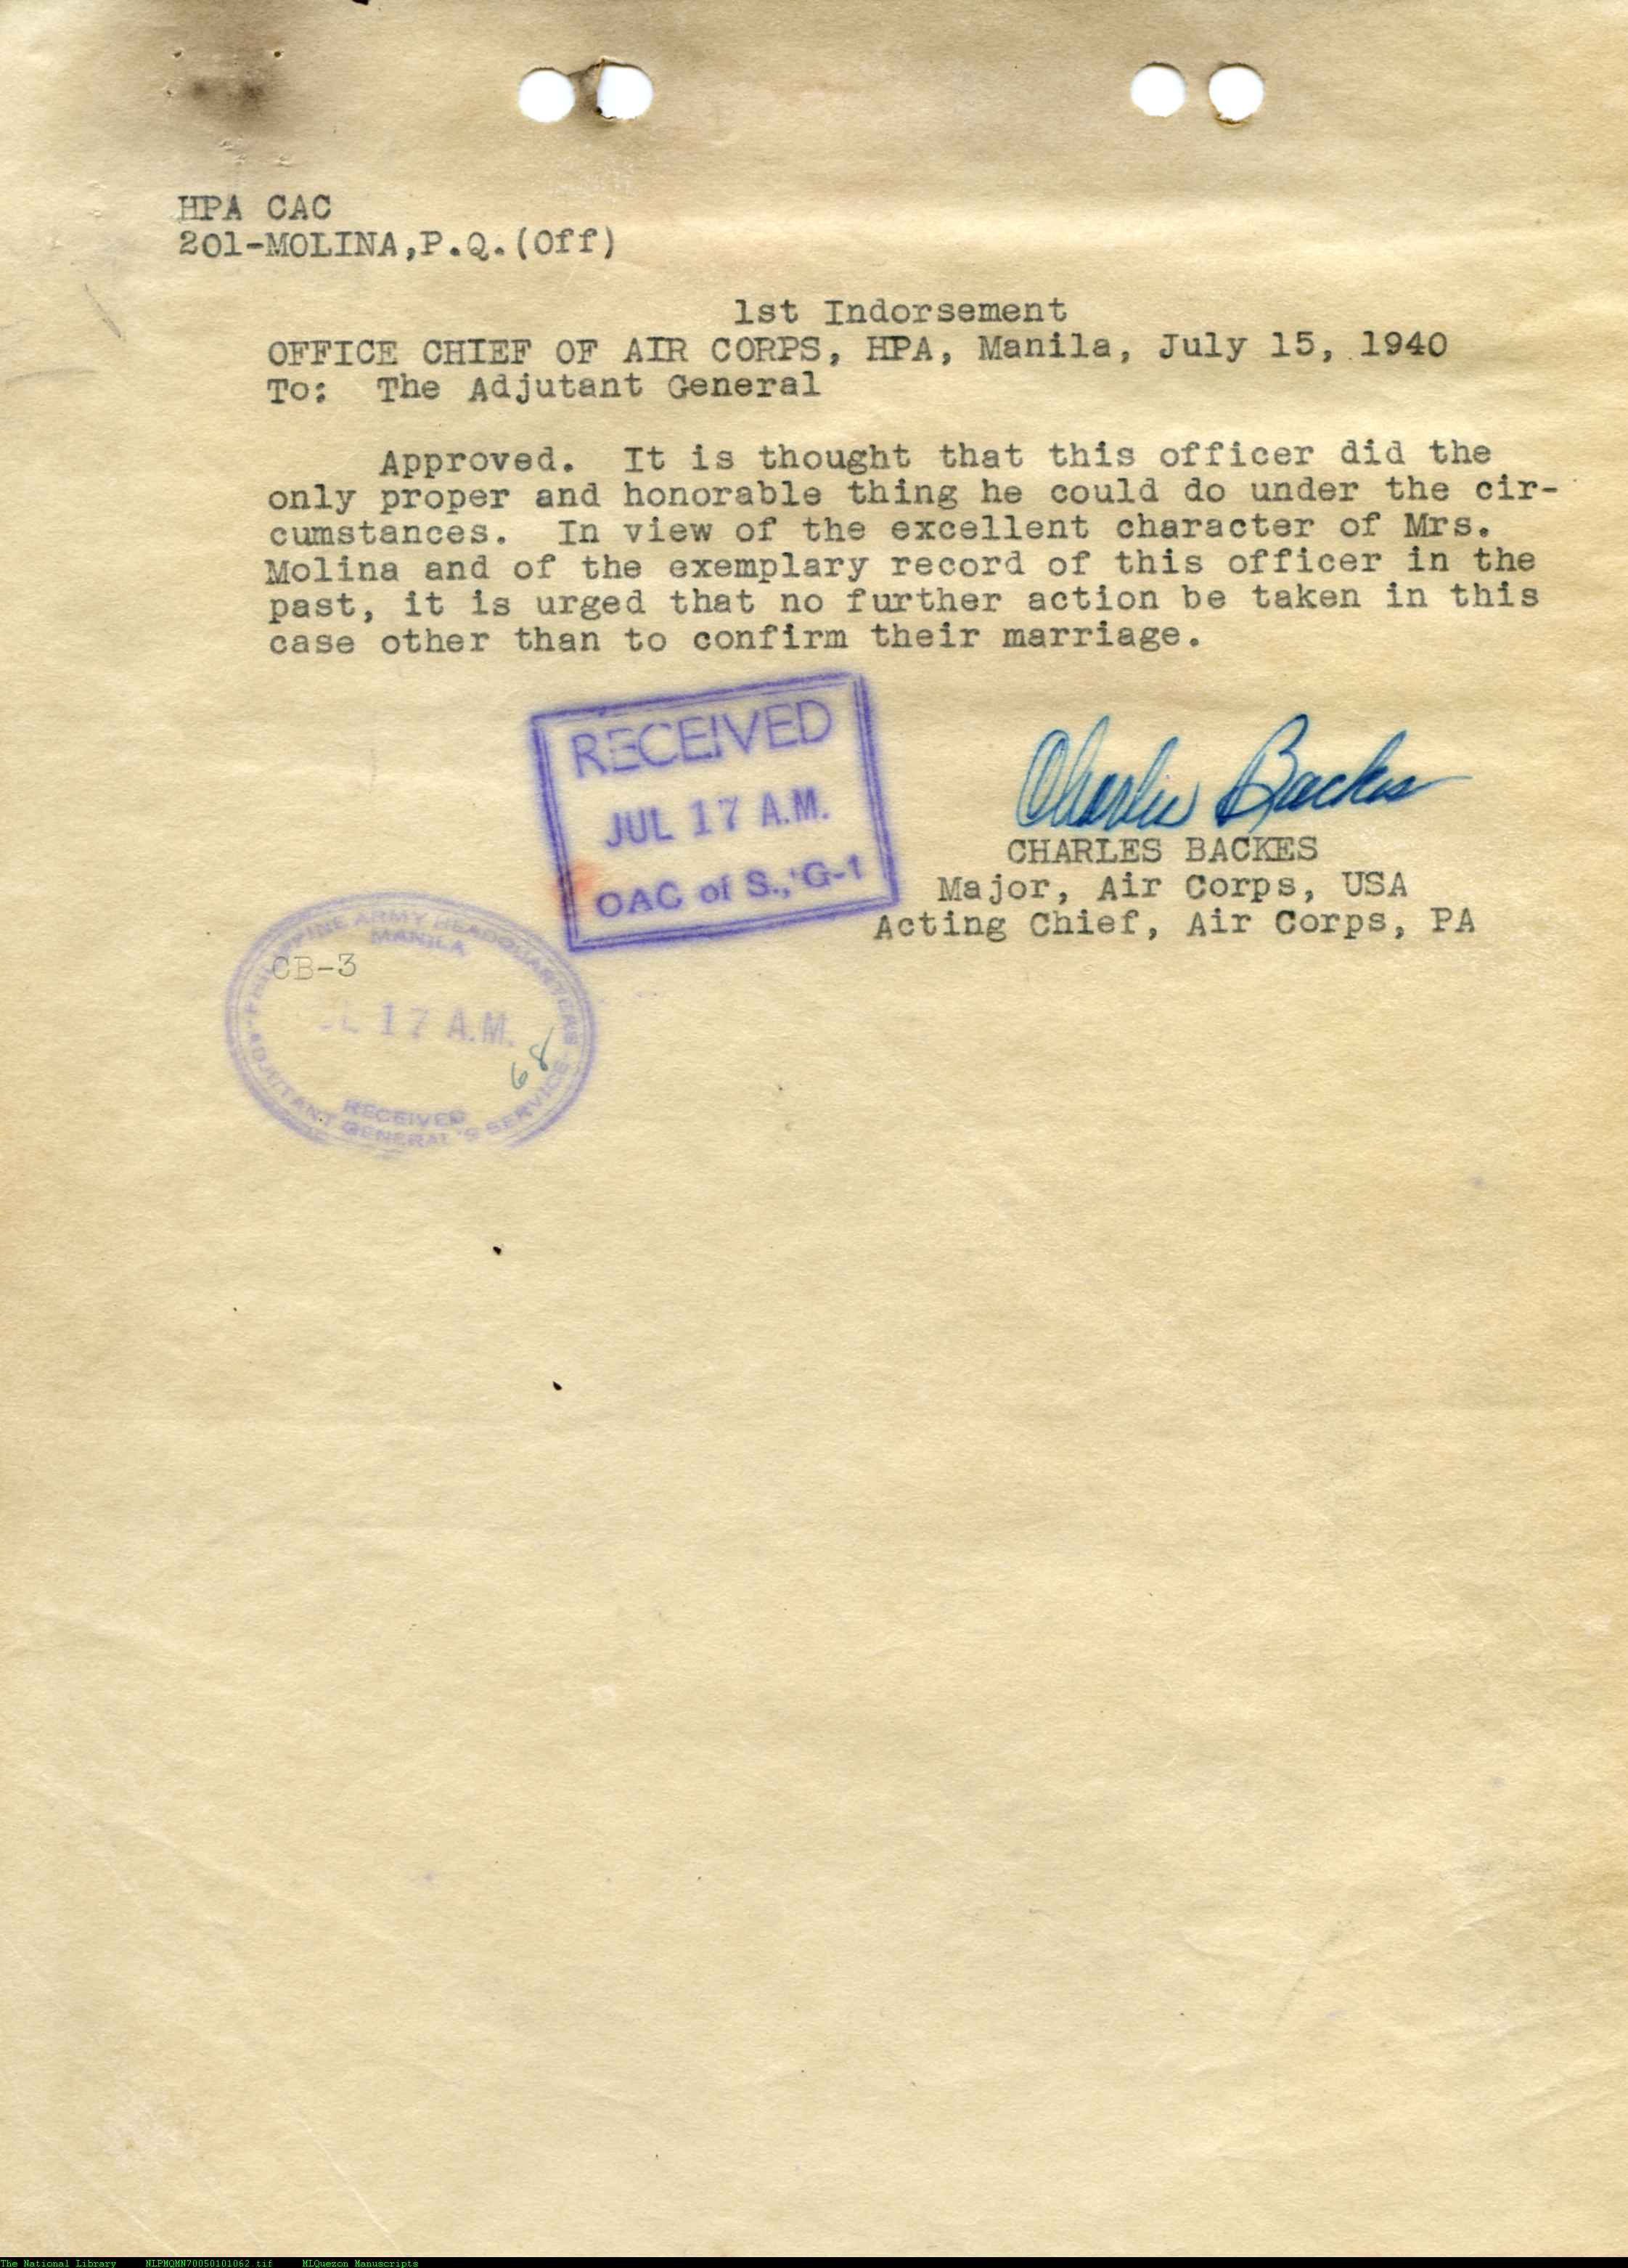 HPA CAC
201-MOLINA,P.Q.(Off)
1st Indorsement
OFFICE CHIEF OF AIR CORPS, HPA, Manila, July 15, 1940
To: The Adjutant General
Approved. It is thought that this officer did the
only proper and honorable thing he could do under the cir-
cumstances. In view of the excellent character of Mrs.
Molina and of the exemplary record of this officer in the
past, it is urged that no further action be taken in this
case other than to confirm their marriage.
RECEIVED
JUL 17 A.M.
OAC of S., G-1
Charles Backes
CHARLES BACKES
Major, Air Corps, USA
Acting Chief, Air Corps, PA
PHILIPPINE ARMY HEADQUARTERS
MANILA
CB-3
17 A.M.
68
RECEIVED
ADJUTANT GENERAL'S SERVICE
The National Library NLPMQMN70050101062.tif MLQuezon Manuscripts